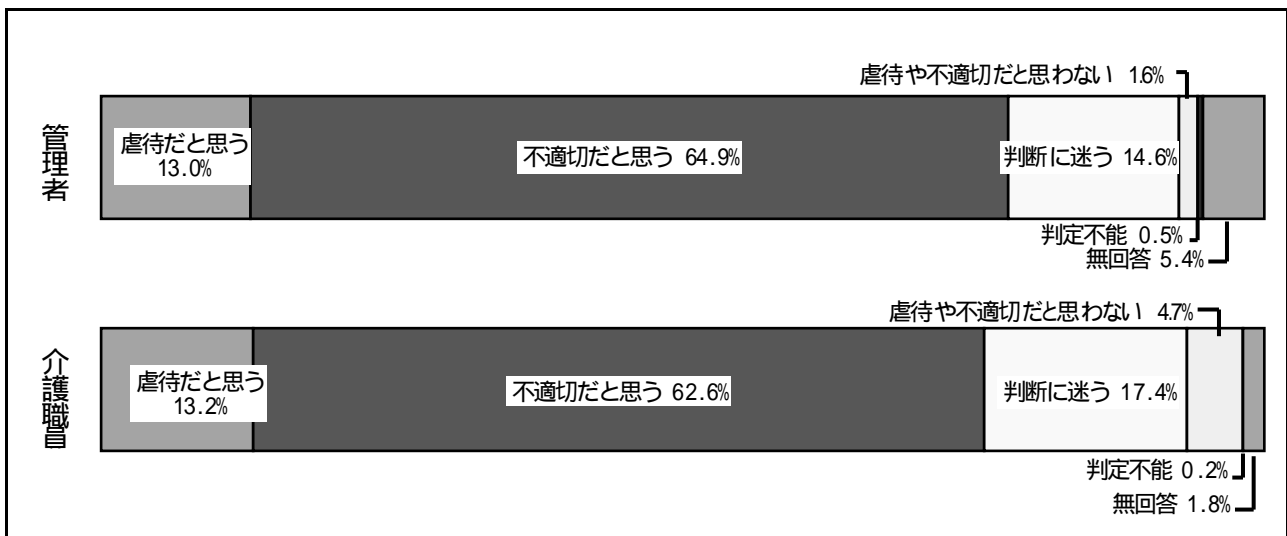 虐待や不適切だと思わない 1.6%
管理者
虐待だと思う
13.0%
不適切だと思う 64.9%
判断に迷う 14.6%
判定不能 0.5%
無回答 5.4%
虐待や不適切だと思わない 4.7%
介護職員
虐待だと思う
13.2%
不適切だと思う 62.6%
判断に迷う 17.4%
判定不能 0.2%
無回答 1.8%